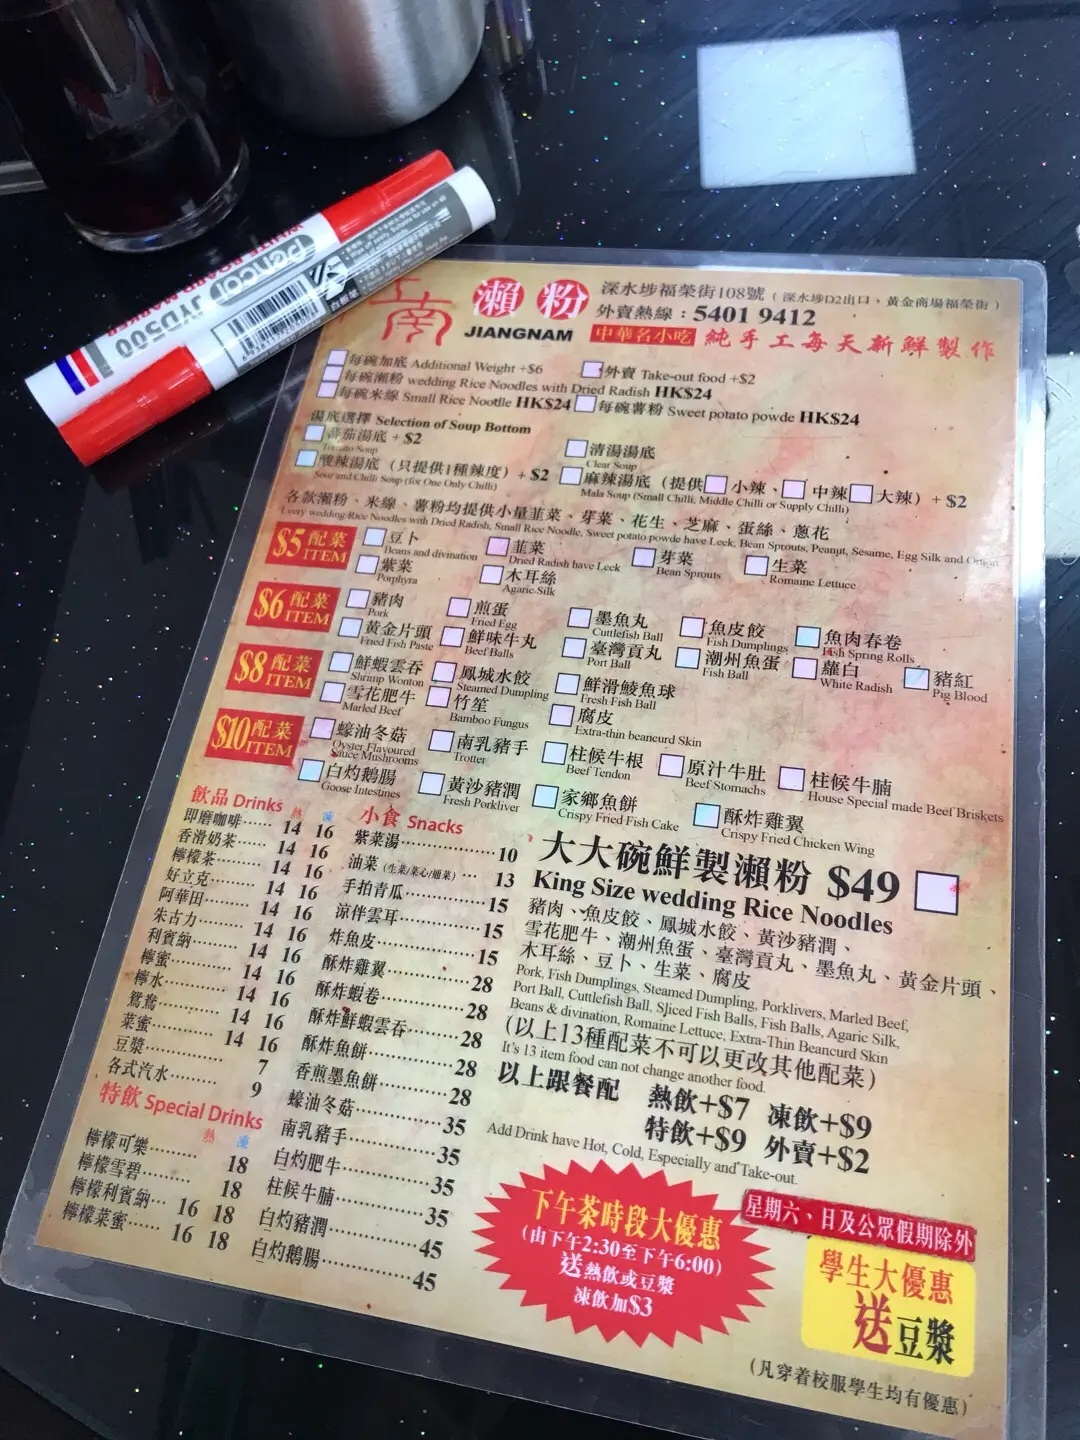 WHITE BOARD MARKER
Pencot JYD500
江南
瀨粉
JIANGNAM
深水埗福榮街108號（深水埗D2出口，黃金商場福榮街）
外賣熱線：5401 9412
中華名小吃 純手工每天新鮮製作
每碗加底 Additional Weight +$6
外賣 Take-out food +$2
每碗瀨粉 wedding Rice Noodles with Dried Radish HK$24
每碗米線 Small Rice Nootlle HK$24 每碗薯粉 Sweet potato powde HK$24
湯底選擇 Selection of Soup Bottom
蕃茄湯底 + $2
Tomato Soup
清湯湯底
Clear Soup
酸辣湯底（只提供1種辣度）+ $2
Sour and Chilli Soup (for One Only Chilli)
麻辣湯底（提供 小辣、 中辣 大辣）+ $2
Mala Soup (Small Chilli, Middle Chilli or Supply Chilli)
各款瀨粉、米線、薯粉均提供小量韮菜、芽菜、花生、芝麻、蛋絲、蔥花
Every wedding Rice Noodles with Dried Radish, Small Rice Noodle, Sweet potato powde have Leck, Bean Sprouts, Peanut, Sesame, Egg Silk and Onion
$5 配菜 ITEM
豆卜 韮菜 芽菜 生菜
Beans and divination Dried Radish have Leck Bean Sprouts Romaine Lettuce
紫菜 木耳絲
Porphyra Agaric Silk
$6 配菜 ITEM
豬肉 煎蛋 墨魚丸 魚皮餃 魚肉春卷
Pork Fried Egg Cuttlefish Ball Fish Dumplings Fish Spring Rolls
黃金片頭 鮮味牛丸 臺灣貢丸 潮州魚蛋 蘿白 豬紅
Fried Fish Paste Beef Balls Port Ball Fish Ball White Radish Pig Blood
$8 配菜 ITEM
鮮蝦雲吞 鳳城水餃 鮮滑鯪魚球
Shrimp Wonton Steamed Dumpling Fresh Fish Ball
雪花肥牛 竹笙 腐皮
Marled Beef Bamboo Fungus Extra-thin beancurd Skin
$10 配菜 ITEM
蠔油冬菇 南乳豬手 柱候牛根 原汁牛肚 柱候牛腩
Oyster Flavoured Sauce Mushrooms Trotter Beef Tendon Beef Stomachs House Special made Beef Briskets
白灼鵝腸 黃沙豬潤 家鄉魚餅 酥炸雞翼
Goose Intestines Fresh Porkliver Crispy Fried Fish Cake Crispy Fried Chicken Wing
飲品 Drinks 熱 凍
即磨咖啡...... 14 16
香滑奶茶...... 14 16
檸檬茶...... 14 16
好立克...... 14 16
阿華田...... 14 16
朱古力...... 14 16
利賓納...... 14 16
檸蜜...... 14 16
檸水...... 14 16
鴛鴦...... 14 16
菜蜜...... 14 16
豆漿...... 7
各式汽水...... 9
特飲 Special Drinks
熱 凍
檸檬可樂...... 18
檸檬雪碧...... 18
檸檬利賓納... 16 18
檸檬菜蜜... 16 18
小食 Snacks
紫菜湯...... 10
油菜（生菜/菜心/通菜）... 13
手拍青瓜...... 15
涼伴雲耳...... 15
炸魚皮...... 15
酥炸雞翼...... 28
酥炸蝦卷...... 28
酥炸鮮蝦雲吞... 28
酥炸魚餅...... 28
香煎墨魚餅...... 28
蠔油冬菇...... 35
南乳豬手...... 35
白灼肥牛...... 35
柱候牛腩...... 35
白灼豬潤...... 45
白灼鵝腸...... 45
大大碗鮮製瀨粉 $49
King Size wedding Rice Noodles
豬肉、魚皮餃、鳳城水餃、黃沙豬潤、
雪花肥牛、潮州魚蛋、臺灣貢丸、墨魚丸、黃金片頭、
木耳絲、豆卜、生菜、腐皮
Pork, Fish Dumplings, Steamed Dumpling, Porklivers, Marled Beef,
Port Ball, Cuttlefish Ball, Sliced Fish Balls, Fish Balls, Agaric Silk,
Beans & divination, Romaine Lettuce, Extra-Thin Beancurd Skin
（以上13種配菜不可以更改其他配菜）
It's 13 item food can not change another food.
以上跟餐配 熱飲+$7 凍飲+$9
特飲+$9 外賣+$2
Add Drink have Hot, Cold, Especially and Take-out.
下午茶時段大優惠
（由下午2:30至下午6:00）
送熱飲或豆漿
凍飲加$3
星期六、日及公眾假期除外
學生大優惠
送豆漿
（凡穿着校服學生均有優惠）